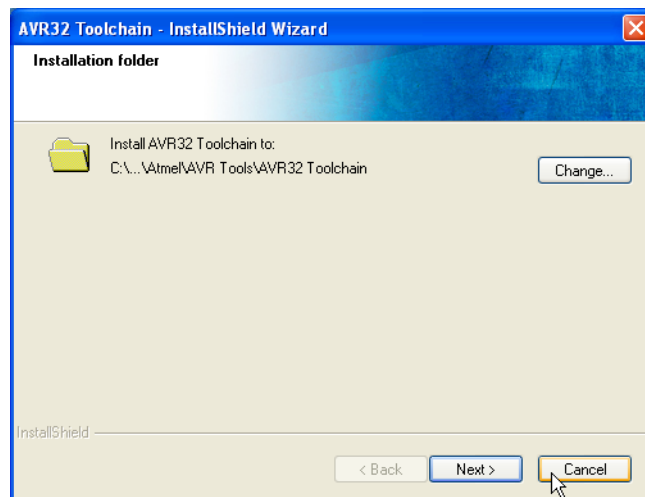 AVR32 Toolchain - InstallShield Wizard
Installation folder
Install AVR32 Toolchain to:
C:\...\Atmel\AVR Tools\AVR32 Toolchain
Change...
InstallShield
< Back
Next >
Cancel